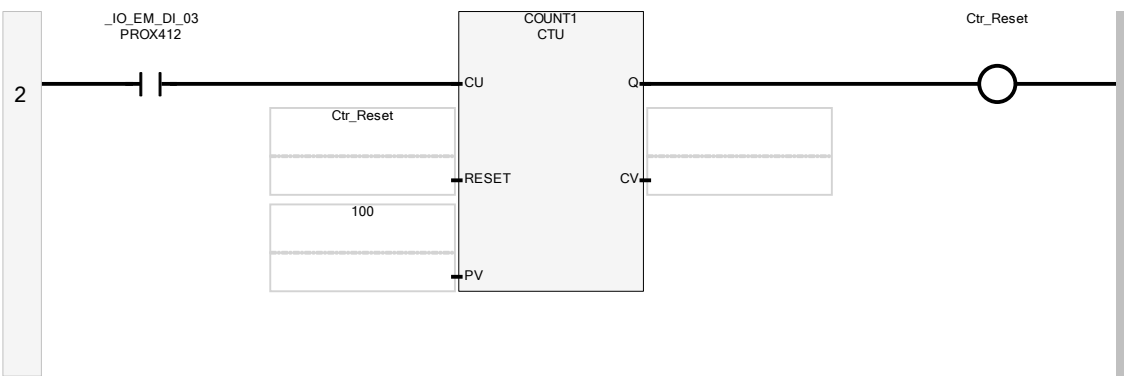 _IO_EM_DI_03
PROX412
COUNT1
CTU
Ctr_Reset
2
CU
Q
Ctr_Reset
RESET
CV
100
PV